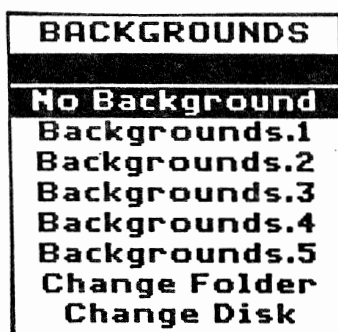 BACKGROUNDS
No Background
Backgrounds.1
Backgrounds.2
Backgrounds.3
Backgrounds.4
Backgrounds.5
Change Folder
Change Disk